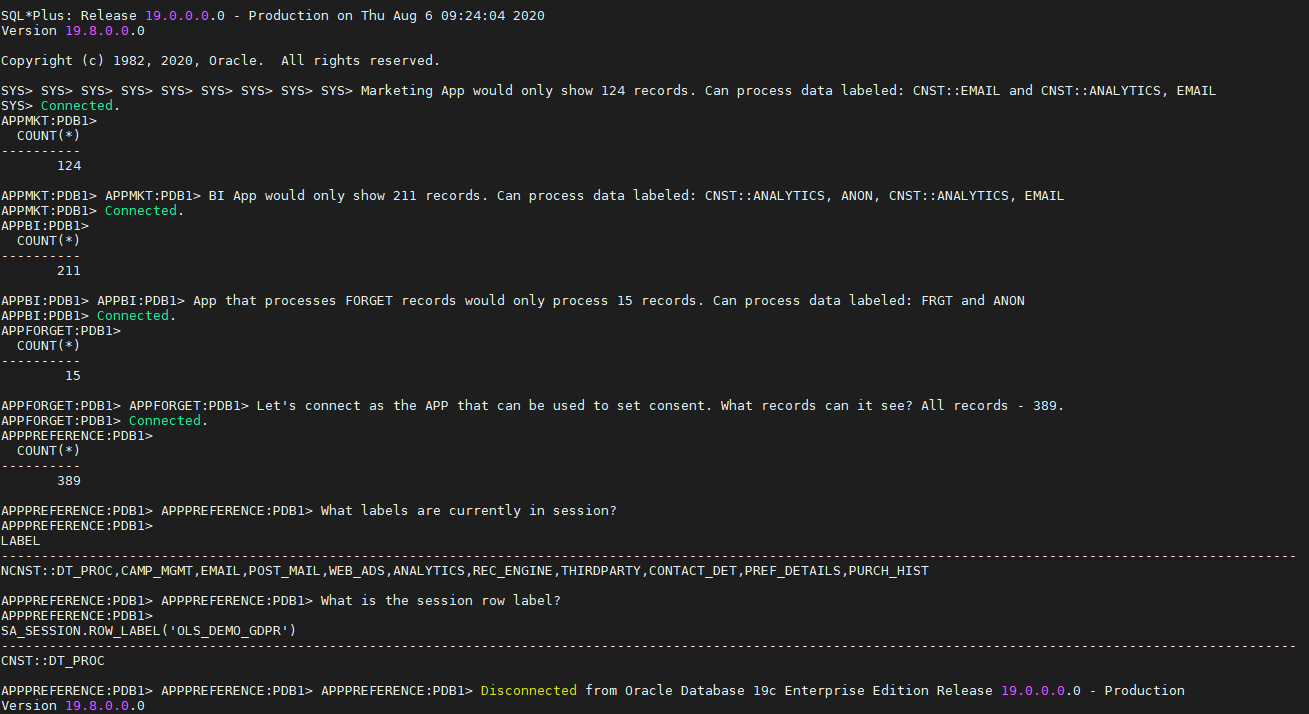 SQL*Plus: Release 19.0.0.0.0 - Production on Thu Aug 6 09:24:04 2020
Version 19.8.0.0.0
Copyright (c) 1982, 2020, Oracle.  All rights reserved.
SYS> SYS> SYS> SYS> SYS> SYS> SYS> SYS> SYS> Marketing App would only show 124 records. Can process data labeled: CNST::EMAIL and CNST::ANALYTICS, EMAIL
SYS> Connected.
APPMKT:PDB1>
  COUNT(*)
----------
       124
APPMKT:PDB1> APPMKT:PDB1> BI App would only show 211 records. Can process data labeled: CNST::ANALYTICS, ANON, CNST::ANALYTICS, EMAIL
APPMKT:PDB1> Connected.
APPBI:PDB1>
  COUNT(*)
----------
       211
APPBI:PDB1> APPBI:PDB1> App that processes FORGET records would only process 15 records. Can process data labeled: FRGT and ANON
APPBI:PDB1> Connected.
APPFORGET:PDB1>
  COUNT(*)
----------
        15
APPFORGET:PDB1> APPFORGET:PDB1> Let's connect as the APP that can be used to set consent. What records can it see? All records - 389.
APPFORGET:PDB1> Connected.
APPPREFERENCE:PDB1>
  COUNT(*)
----------
       389
APPPREFERENCE:PDB1> APPPREFERENCE:PDB1> What labels are currently in session?
APPPREFERENCE:PDB1>
LABEL
------------------------------------------------------------------------------------------------------------------------------------------------------------------
NCNST::DT_PROC,CAMP_MGMT,EMAIL,POST_MAIL,WEB_ADS,ANALYTICS,REC_ENGINE,THIRDPARTY,CONTACT_DET,PREF_DETAILS,PURCH_HIST
APPPREFERENCE:PDB1> APPPREFERENCE:PDB1> What is the session row label?
APPPREFERENCE:PDB1>
SA_SESSION.ROW_LABEL('OLS_DEMO_GDPR')
------------------------------------------------------------------------------------------------------------------------------------------------------------------
CNST::DT_PROC
APPPREFERENCE:PDB1> APPPREFERENCE:PDB1> APPPREFERENCE:PDB1> Disconnected from Oracle Database 19c Enterprise Edition Release 19.0.0.0.0 - Production
Version 19.8.0.0.0